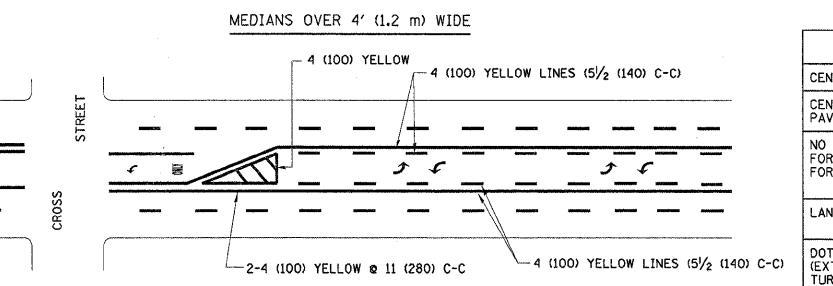 MEDIANS OVER 4' (1.2 m) WIDE
4 (100) YELLOW
4 (100) YELLOW LINES (5½ (140) C-C)
STREET
ONLY
CROSS
2-4 (100) YELLOW @ 11 (280) C-C
4 (100) YELLOW LINES (5½ (140) C-C)
CEN
CEN
PAV
NO
FOR
FOR
LAN
DOT
(EXT
TUR